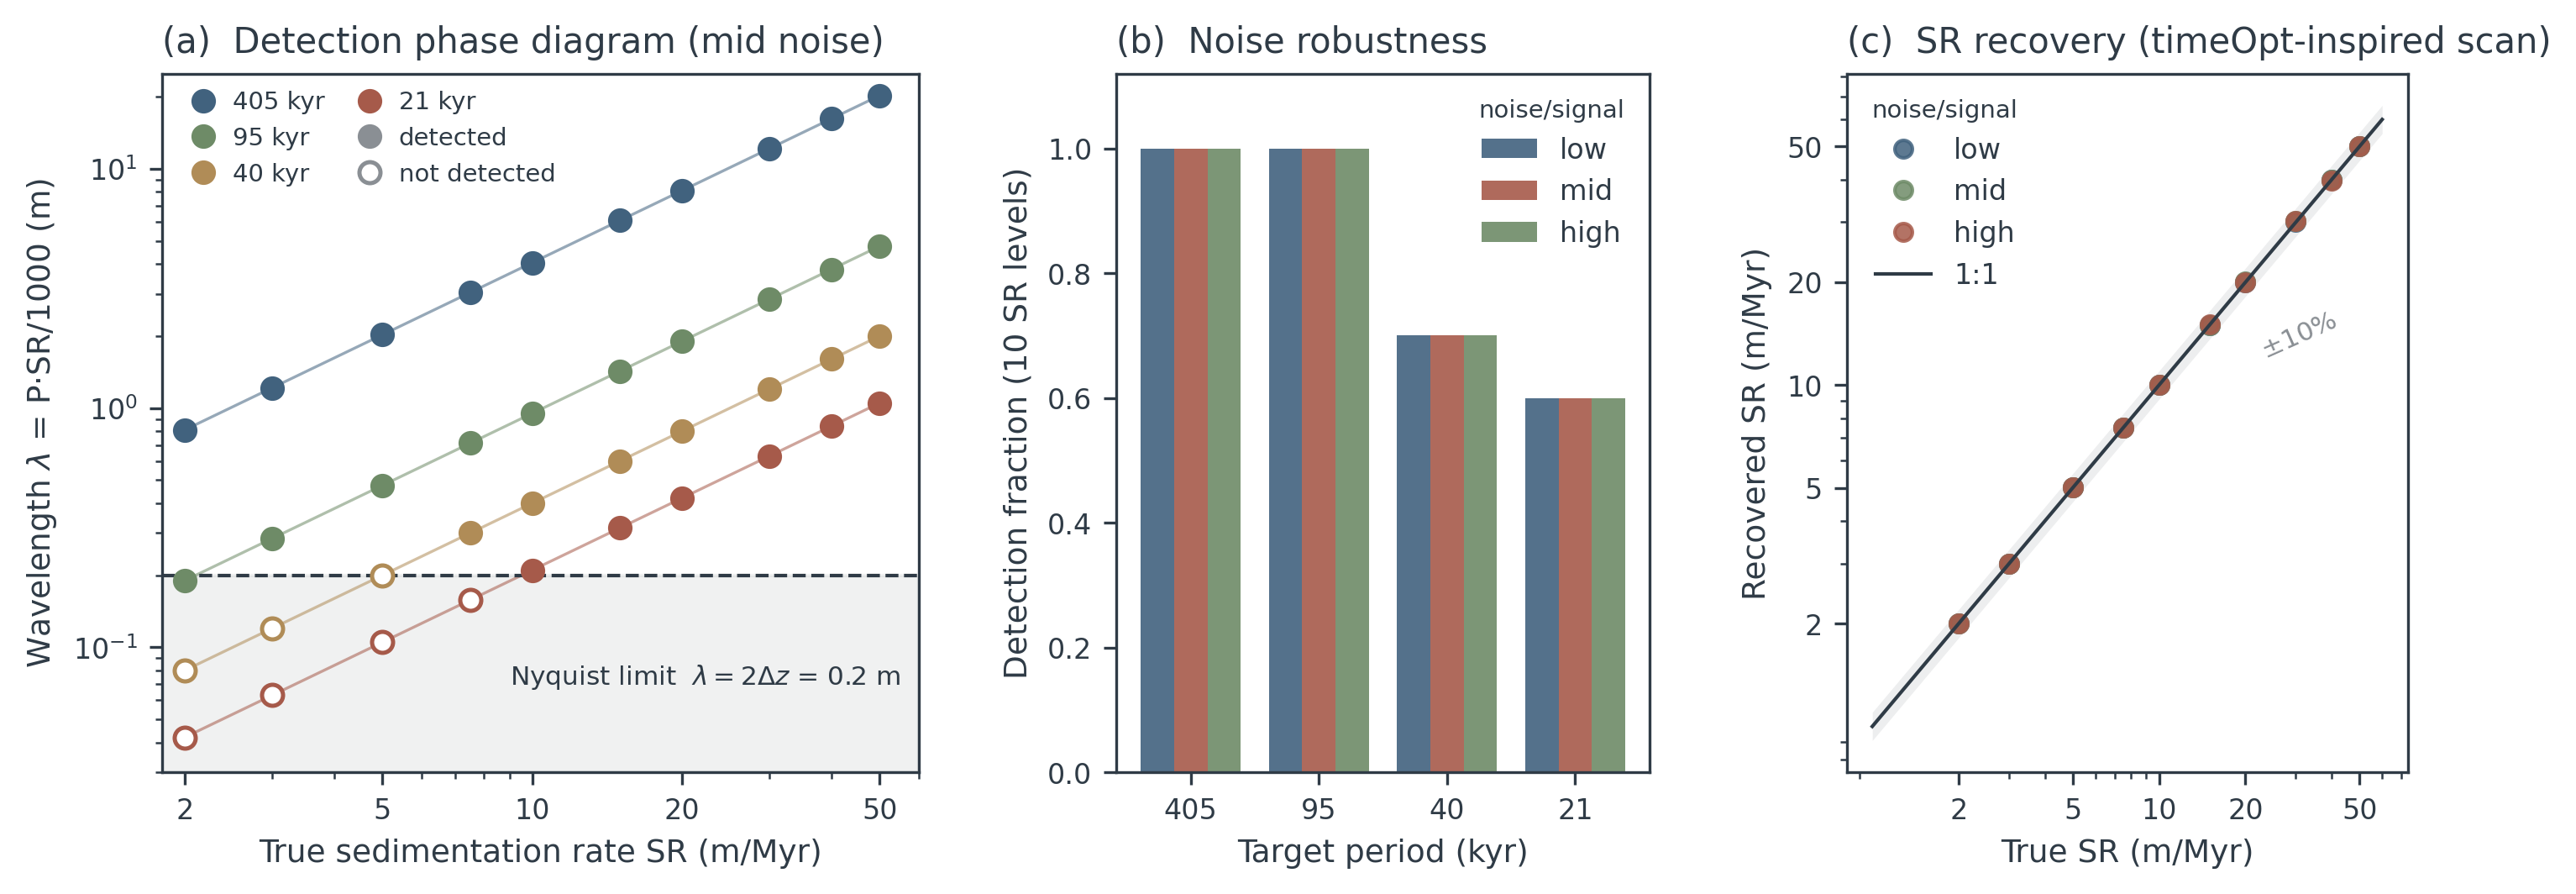 (a) Detection phase diagram (mid noise)
405 kyr
95 kyr
40 kyr
21 kyr
detected
not detected
Wavelength λ = P·SR/1000 (m)
10¹
10⁰
10⁻¹
Nyquist limit λ = 2Δz = 0.2 m
2 5 10 20 50
True sedimentation rate SR (m/Myr)
(b) Noise robustness
noise/signal
low
mid
high
Detection fraction (10 SR levels)
1.0
0.8
0.6
0.4
0.2
0.0
405 95 40 21
Target period (kyr)
(c) SR recovery (timeOpt-inspired scan)
noise/signal
low
mid
high
1:1
±10%
Recovered SR (m/Myr)
50
20
10
5
2
2 5 10 20 50
True SR (m/Myr)